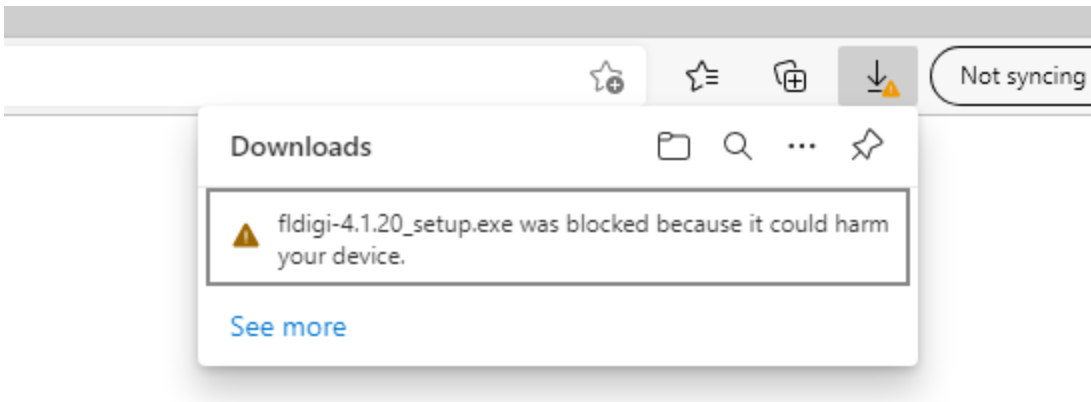 Not syncing
Downloads
fldigi-4.1.20_setup.exe was blocked because it could harm
your device.
See more